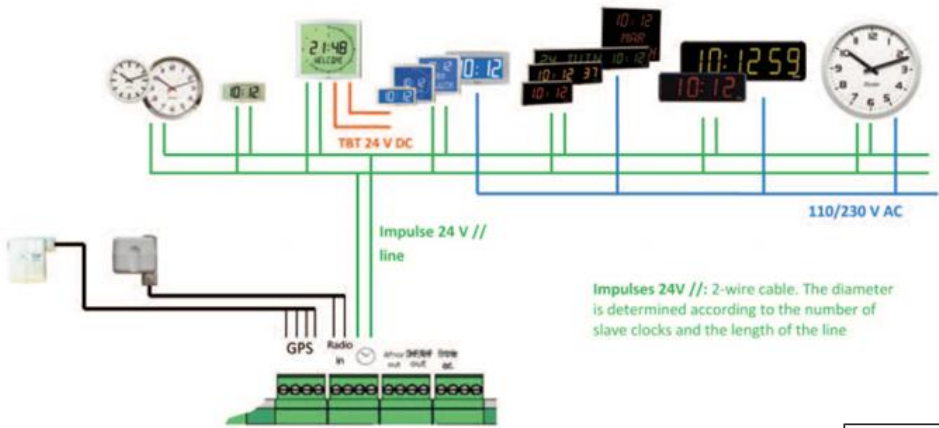 10:12
MAR
21:48
WELCOME
10:12
10:12
10:12:59
10:12 37
10:12
10:12
10:12
10:12
TBT 24 V DC
110/230 V AC
Impulse 24 V //
line
Impulses 24V //: 2-wire cable. The diameter
is determined according to the number of
slave clocks and the length of the line
GPS
Radio
in
out
out